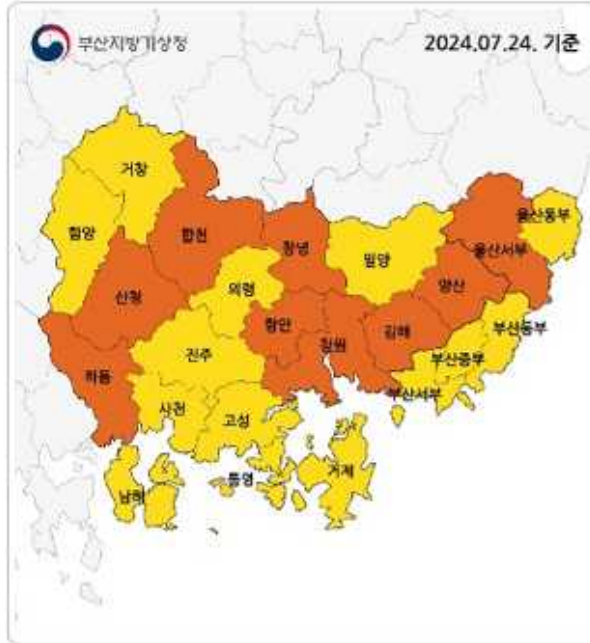 부산지방기상청
2024.07.24. 기준
거창
함양
합천
창녕
밀양
울산동부
울산서부
산청
의령
양산
함안
창원
김해
진주
부산동부
부산중부
하동
부산서부
사천
고성
통영
거제
남해